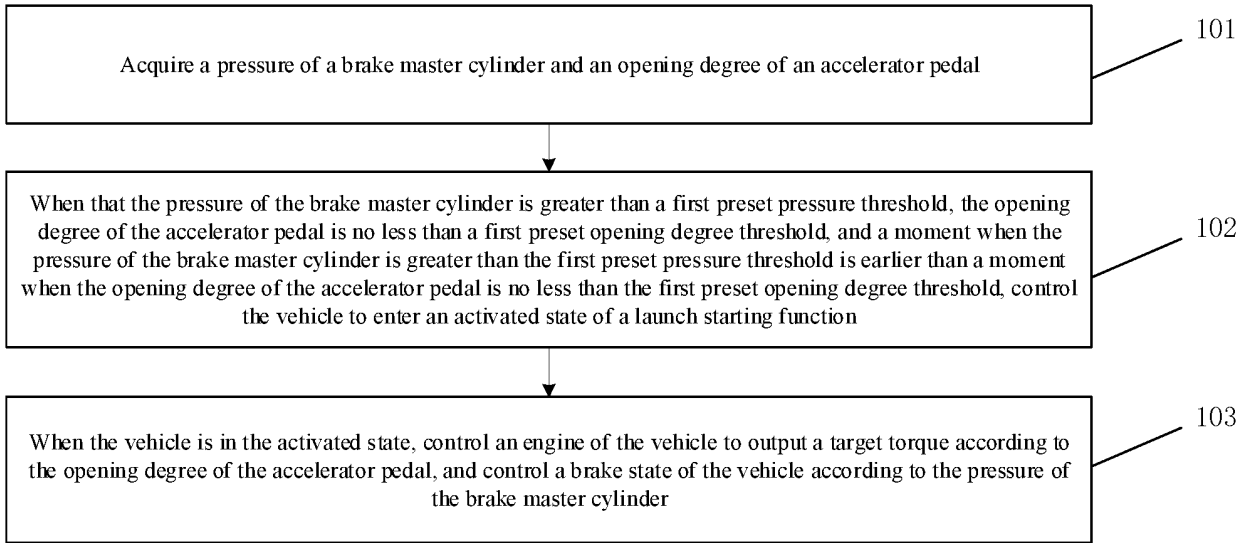 101
Acquire a pressure of a brake master cylinder and an opening degree of an accelerator pedal
When that the pressure of the brake master cylinder is greater than a first preset pressure threshold, the opening
degree of the accelerator pedal is no less than a first preset opening degree threshold, and a moment when the
pressure of the brake master cylinder is greater than the first preset pressure threshold is earlier than a moment
when the opening degree of the accelerator pedal is no less than the first preset opening degree threshold, control
the vehicle to enter an activated state of a launch starting function
102
When the vehicle is in the activated state, control an engine of the vehicle to output a target torque according to
the opening degree of the accelerator pedal, and control a brake state of the vehicle according to the pressure of
the brake master cylinder
103